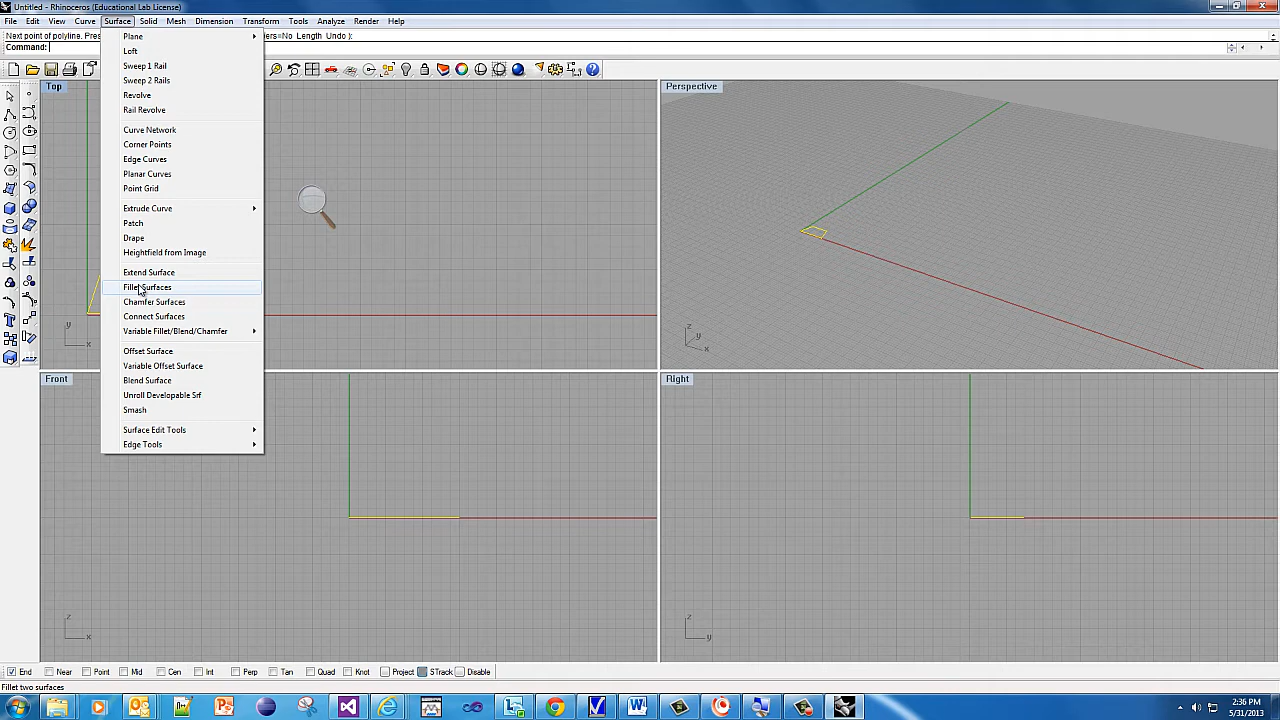 Untitled - Rhinoceros (Educational Lab License)
File Edit View Curve Surface Solid Mesh Dimension Transform Tools Analyze Render Help
Next point of polyline. Pres
ers=No Length Undo ):
Command:
Plane
Loft
Sweep 1 Rail
Sweep 2 Rails
Revolve
Rail Revolve
Curve Network
Corner Points
Edge Curves
Planar Curves
Point Grid
Extrude Curve
Patch
Drape
Heightfield from Image
Extend Surface
Fillet Surfaces
Chamfer Surfaces
Connect Surfaces
Variable Fillet/Blend/Chamfer
Offset Surface
Variable Offset Surface
Blend Surface
Unroll Developable Srf
Smash
Surface Edit Tools
Edge Tools
Top
y
x
Perspective
z
y
x
Front
z
x
Right
z
y
End Near Point Mid Cen Int Perp Tan Quad Knot Project STrack Disable
Fillet two surfaces
2:36 PM
5/31/2013